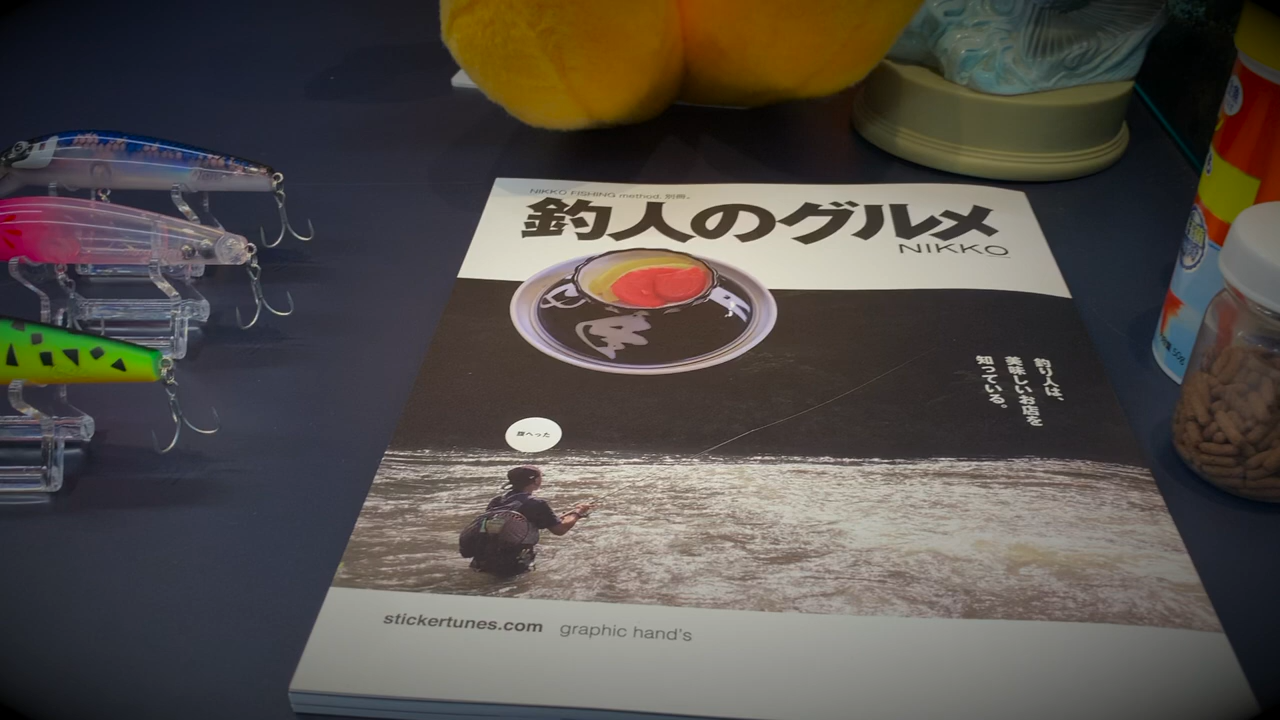 NIKKO FISHING method. 別冊。
釣人のグルメ
NIKKO
釣り人は、
美味しいお店を
知っている。
腹へった
stickertunes.com graphic hand's